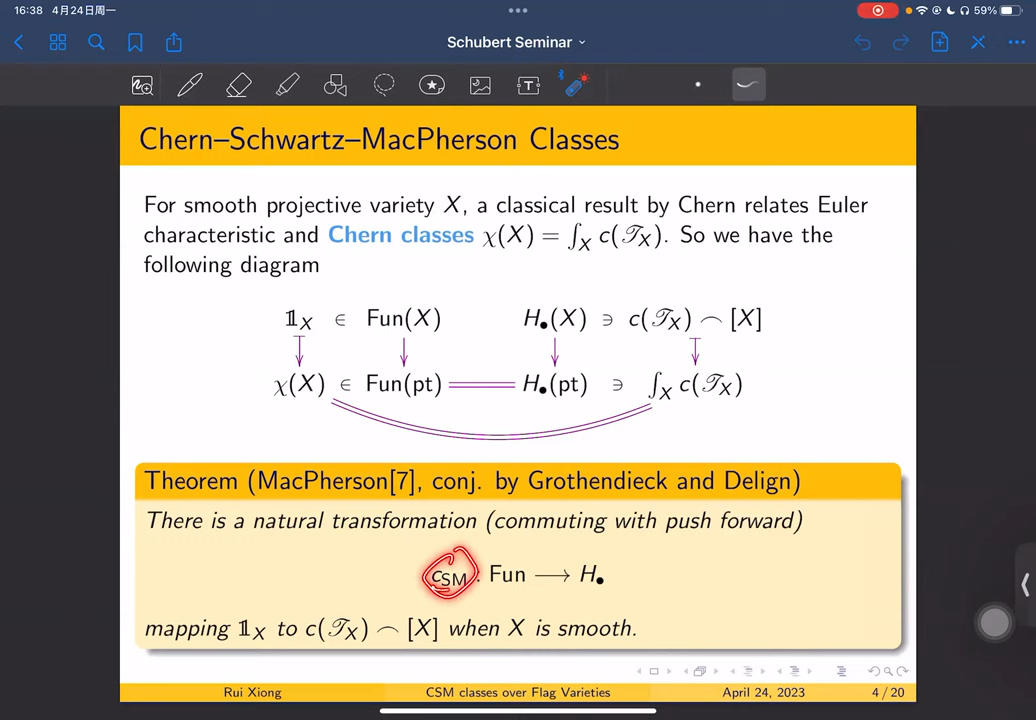 16:38 4月24日周一
59%
Schubert Seminar
Chern–Schwartz–MacPherson Classes
For smooth projective variety X, a classical result by Chern relates Euler
characteristic and Chern classes χ(X) = ∫_X c(𝒯_X). So we have the
following diagram
𝟙_X ∈ Fun(X) H_•(X) ∋ c(𝒯_X) ⌢ [X]
χ(X) ∈ Fun(pt) H_•(pt) ∋ ∫_X c(𝒯_X)
Theorem (MacPherson[7], conj. by Grothendieck and Delign)
There is a natural transformation (commuting with push forward)
c_SM : Fun ⟶ H_•
mapping 𝟙_X to c(𝒯_X) ⌢ [X] when X is smooth.
Rui Xiong CSM classes over Flag Varieties April 24, 2023 4 / 20